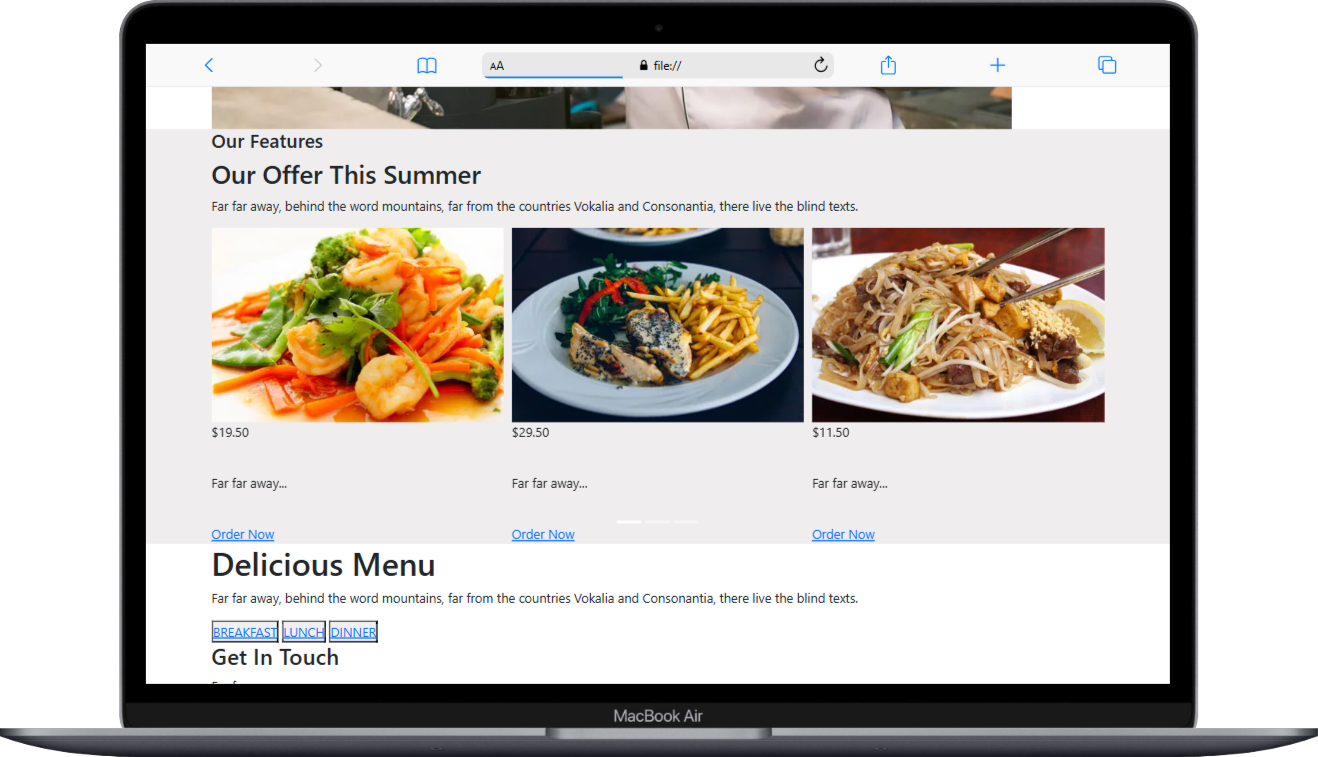 AA file://
Our Features
Our Offer This Summer
Far far away, behind the word mountains, far from the countries Vokalia and Consonantia, there live the blind texts.
$19.50 $29.50 $11.50
Far far away... Far far away... Far far away...
Order Now Order Now Order Now
Delicious Menu
Far far away, behind the word mountains, far from the countries Vokalia and Consonantia, there live the blind texts.
BREAKFAST LUNCH DINNER
Get In Touch
MacBook Air